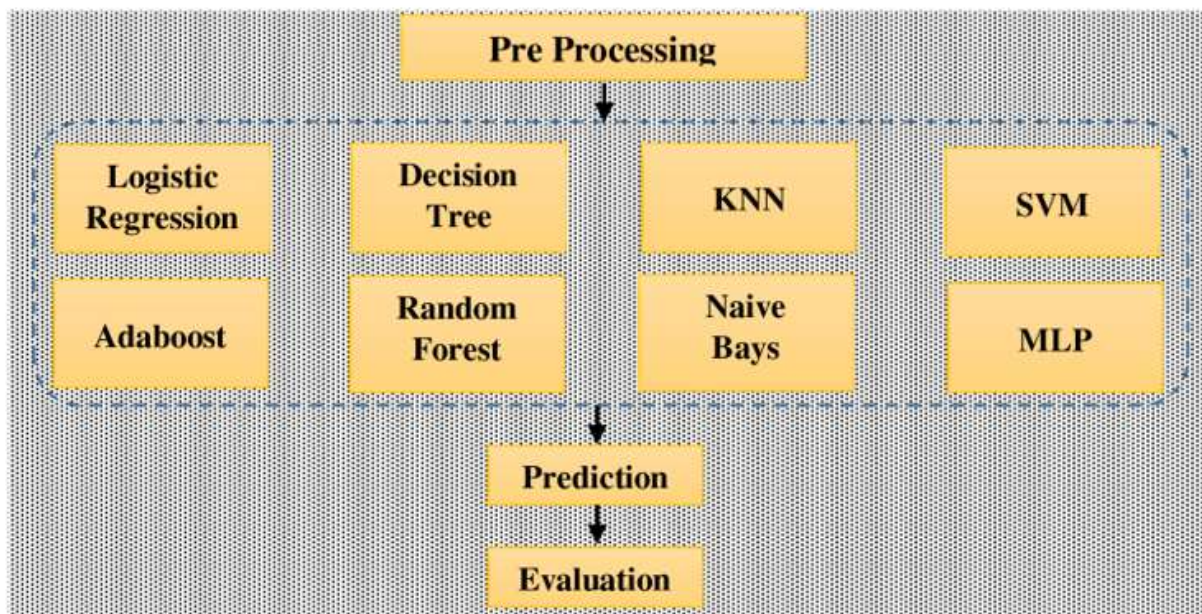 Pre Processing
Logistic
Regression
Decision
Tree
KNN
SVM
Adaboost
Random
Forest
Naive
Bays
MLP
Prediction
Evaluation